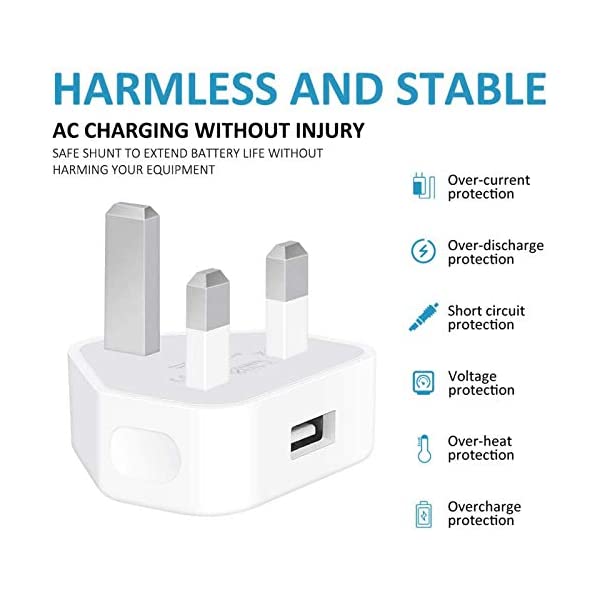 HARMLESS AND STABLE
AC CHARGING WITHOUT INJURY
SAFE SHUNT TO EXTEND BATTERY LIFE WITHOUT
HARMING YOUR EQUIPMENT
Over-current
protection
Over-discharge
protection
Short circuit
protection
Voltage
protection
Over-heat
protection
Overcharge
protection